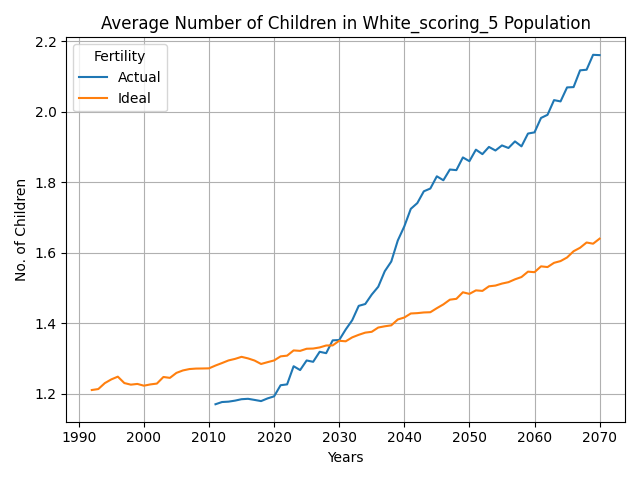 Average Number of Children in White_scoring_5 Population
Fertility
Actual
Ideal
No. of Children
2.2
2.0
1.8
1.6
1.4
1.2
1990 2000 2010 2020 2030 2040 2050 2060 2070
Years